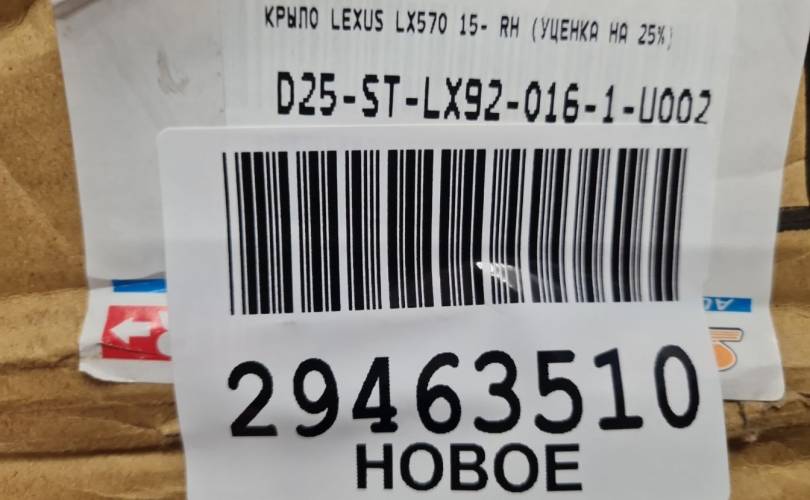 КРЫЛО LEXUS LX570 15- RH (УЦЕНКА НА 25%)
D25-ST-LX92-016-1-U002
29463510
НОВОЕ